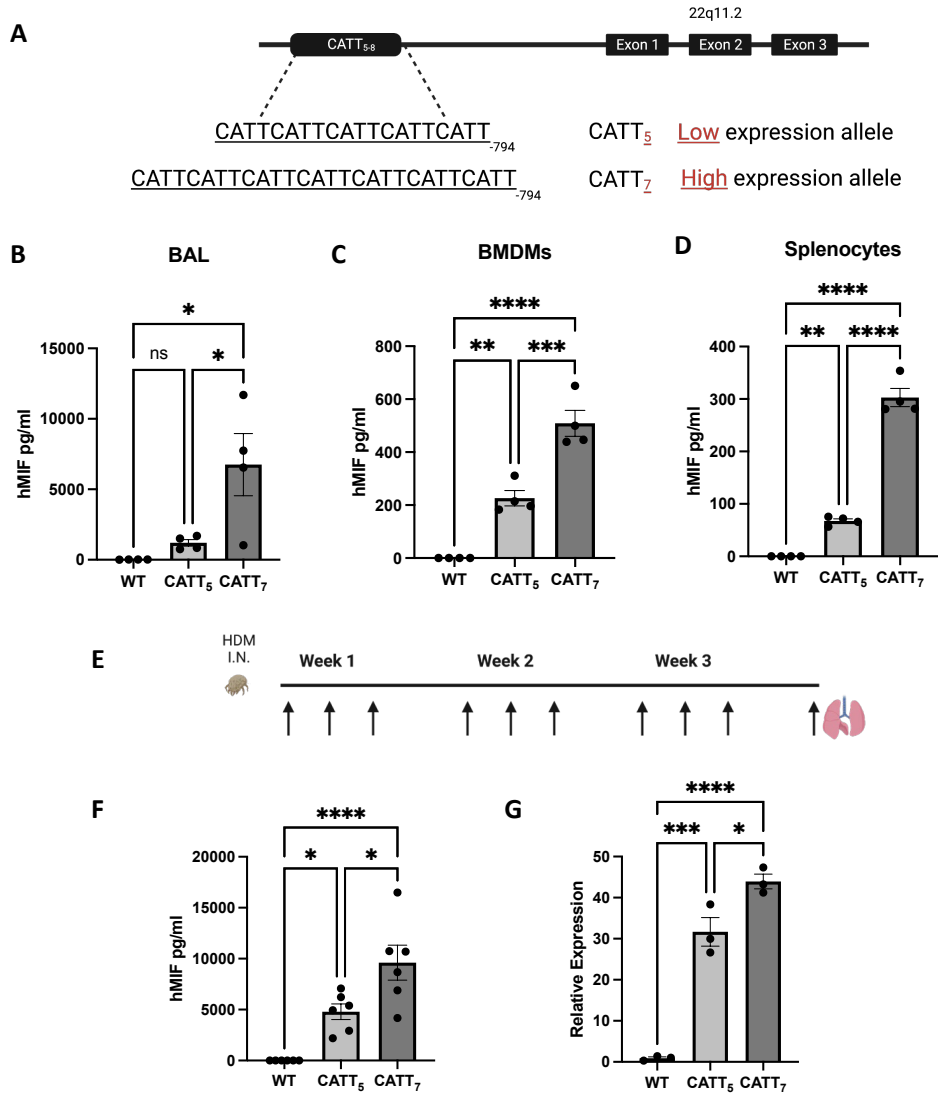 A
22q11.2
CATT5-8
Exon 1
Exon 2
Exon 3
CATTCATTCATTCATTCATT
-794
CATT5 Low expression allele
CATTCATTCATTCATTCATTCATTCATT
-794
CATT7 High expression allele
B
BAL
*
ns
*
15000
10000
5000
0
hMIF pg/ml
WT
CATT5
CATT7
C
BMDMs
****
**
***
800
600
400
200
0
hMIF pg/ml
WT
CATT5
CATT7
D
Splenocytes
****
**
****
400
300
200
100
0
hMIF pg/ml
WT
CATT5
CATT7
E
HDM
I.N.
Week 1
Week 2
Week 3
F
****
*
*
20000
15000
10000
5000
0
hMIF pg/ml
WT
CATT5
CATT7
G
****
***
*
50
40
30
20
10
0
Relative Expression
WT
CATT5
CATT7